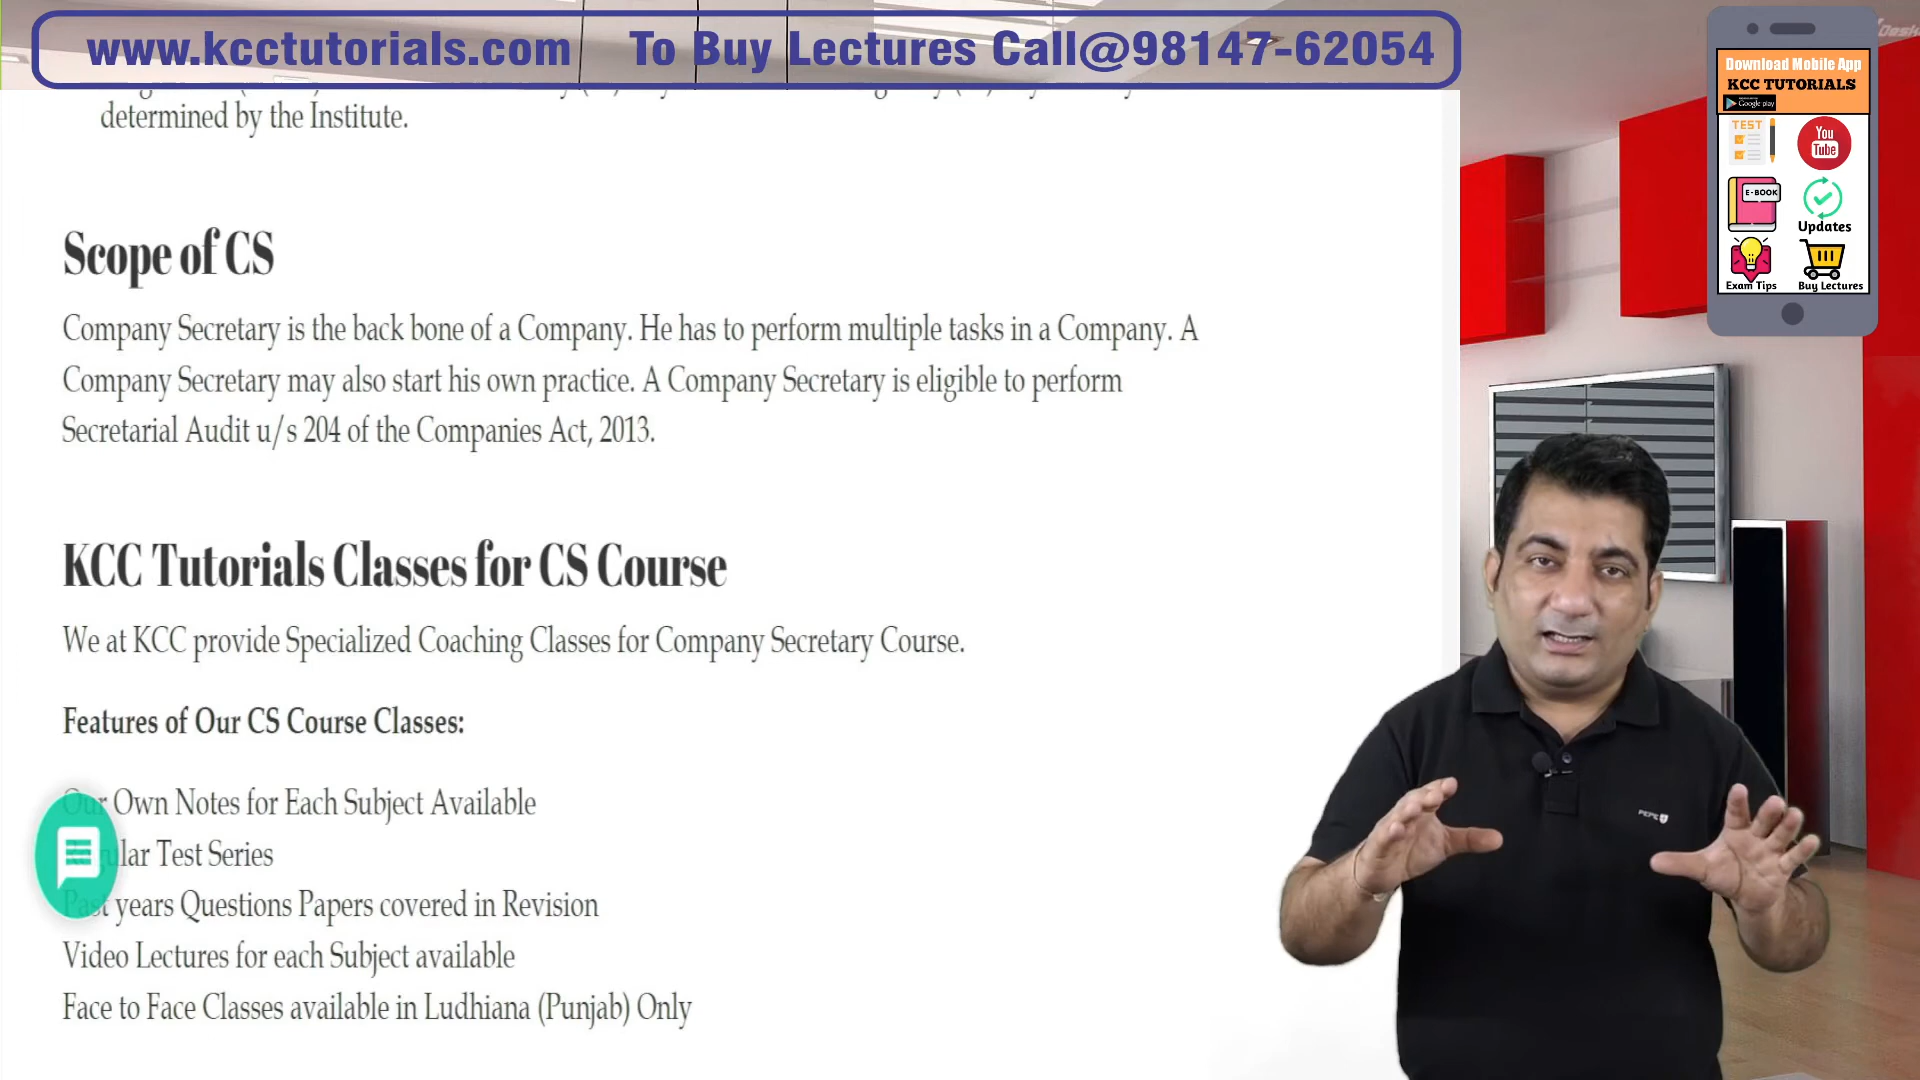 www.kcctutorials.com To Buy Lectures Call@98147-62054
determined by the Institute.
Scope of CS
Company Secretary is the back bone of a Company. He has to perform multiple tasks in a Company. A
Company Secretary may also start his own practice. A Company Secretary is eligible to perform
Secretarial Audit u/s 204 of the Companies Act, 2013.
KCC Tutorials Classes for CS Course
We at KCC provide Specialized Coaching Classes for Company Secretary Course.
Features of Our CS Course Classes:
Our Own Notes for Each Subject Available
lar Test Series
Past years Questions Papers covered in Revision
Video Lectures for each Subject available
Face to Face Classes available in Ludhiana (Punjab) Only
Download Mobile App
KCC TUTORIALS
Google play
TEST
You
Tube
E-BOOK
Updates
Exam Tips
Buy Lectures